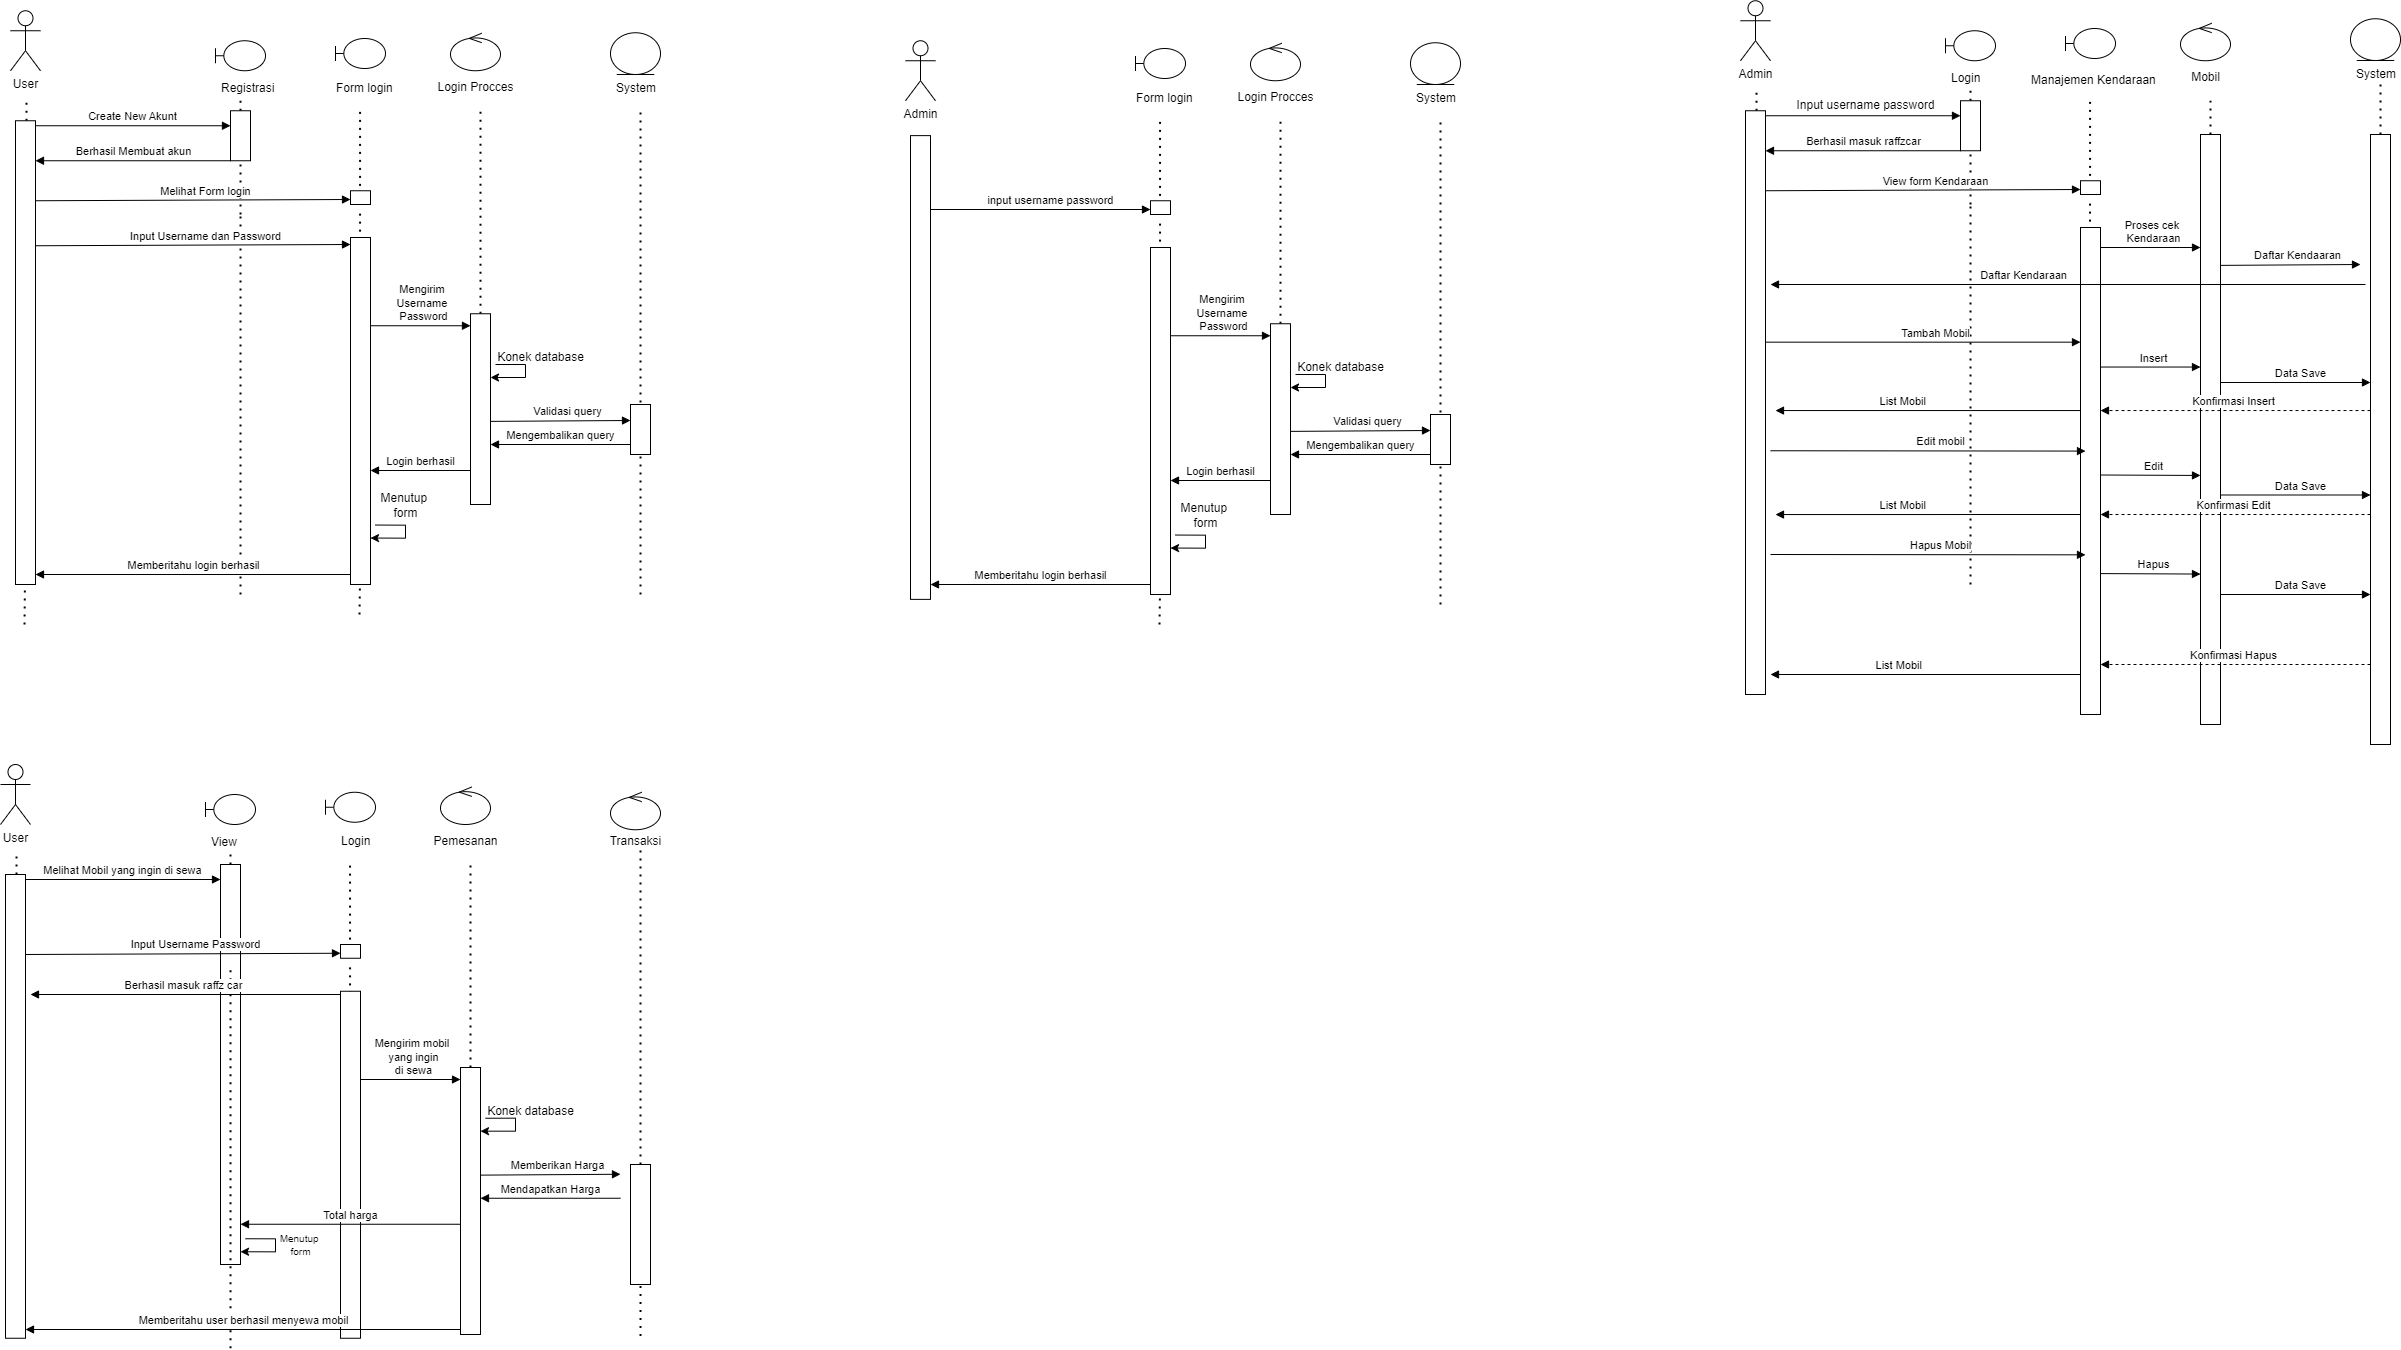 User
Registrasi
Form login
Login Procces
System
Create New Akunt
Berhasil Membuat akun
Melihat Form login
Input Username dan Password
Mengirim
Username
Password
Konek database
Validasi query
Mengembalikan query
Login berhasil
Menutup
form
Memberitahu login berhasil
Admin
Form login
Login Procces
System
input username password
Mengirim
Username
Password
Konek database
Validasi query
Mengembalikan query
Login berhasil
Menutup
form
Memberitahu login berhasil
Admin
Login
Manajemen Kendaraan
Mobil
System
Input username password
Berhasil masuk raffzcar
View form Kendaraan
Proses cek
Kendaraan
Daftar Kendaaran
Daftar Kendaraan
Tambah Mobil
Insert
Data Save
List Mobil
Konfirmasi Insert
Edit mobil
Edit
Data Save
List Mobil
Konfirmasi Edit
Hapus Mobil
Hapus
Data Save
Konfirmasi Hapus
List Mobil
User
View
Login
Pemesanan
Transaksi
Melihat Mobil yang ingin di sewa
Input Username Password
Berhasil masuk raffz car
Mengirim mobil
yang ingin
di sewa
Konek database
Memberikan Harga
Mendapatkan Harga
Total harga
Menutup
form
Memberitahu user berhasil menyewa mobil